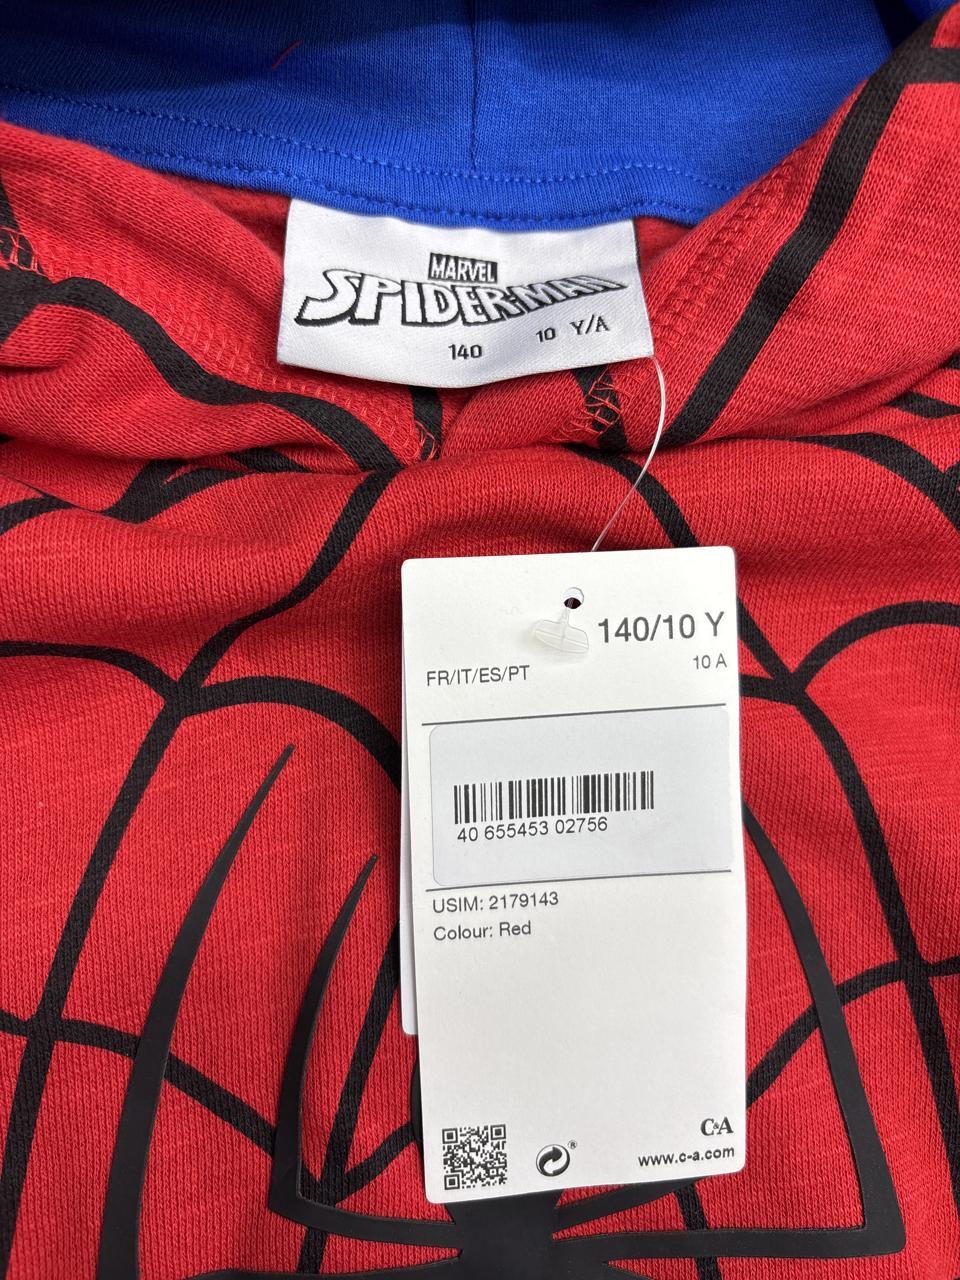 MARVEL
SPIDER-MAN
140 10 Y/A
140/10 Y
FR/IT/ES/PT 10 A
40 655453 02756
USIM: 2179143
Colour: Red
C&A
®
www.c-a.com